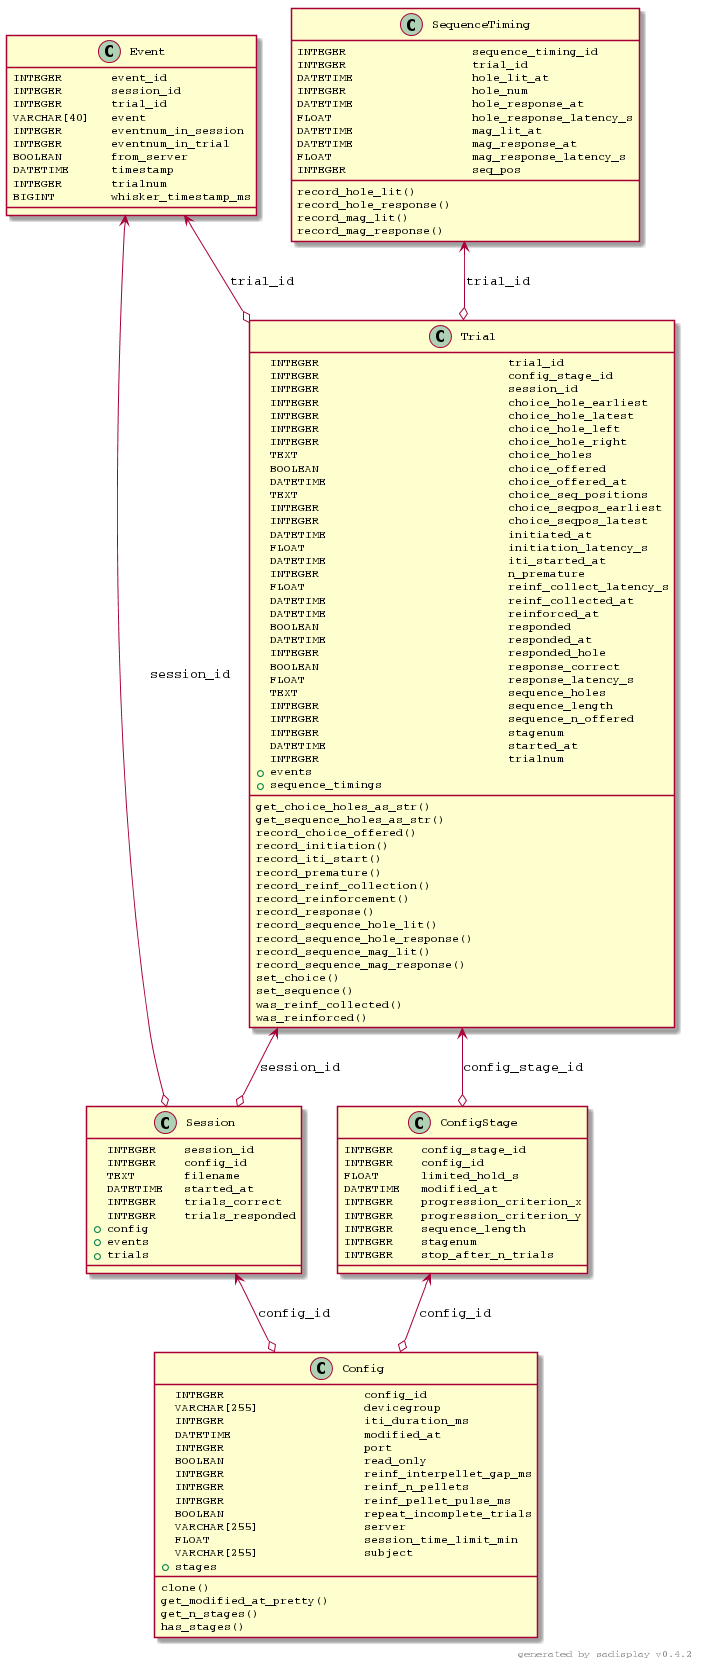 C Event
INTEGER event_id
INTEGER session_id
INTEGER trial_id
VARCHAR[40] event
INTEGER eventnum_in_session
INTEGER eventnum_in_trial
BOOLEAN from_server
DATETIME timestamp
INTEGER trialnum
BIGINT whisker_timestamp_ms
C SequenceTiming
INTEGER sequence_timing_id
INTEGER trial_id
DATETIME hole_lit_at
INTEGER hole_num
DATETIME hole_response_at
FLOAT hole_response_latency_s
DATETIME mag_lit_at
DATETIME mag_response_at
FLOAT mag_response_latency_s
INTEGER seq_pos
record_hole_lit()
record_hole_response()
record_mag_lit()
record_mag_response()
trial_id
trial_id
C Trial
INTEGER trial_id
INTEGER config_stage_id
INTEGER session_id
INTEGER choice_hole_earliest
INTEGER choice_hole_latest
INTEGER choice_hole_left
INTEGER choice_hole_right
TEXT choice_holes
BOOLEAN choice_offered
DATETIME choice_offered_at
TEXT choice_seq_positions
INTEGER choice_seqpos_earliest
INTEGER choice_seqpos_latest
DATETIME initiated_at
FLOAT initiation_latency_s
DATETIME iti_started_at
INTEGER n_premature
FLOAT reinf_collect_latency_s
DATETIME reinf_collected_at
DATETIME reinforced_at
BOOLEAN responded
DATETIME responded_at
INTEGER responded_hole
BOOLEAN response_correct
FLOAT response_latency_s
TEXT sequence_holes
INTEGER sequence_length
INTEGER sequence_n_offered
INTEGER stagenum
DATETIME started_at
INTEGER trialnum
events
sequence_timings
get_choice_holes_as_str()
get_sequence_holes_as_str()
record_choice_offered()
record_initiation()
record_iti_start()
record_premature()
record_reinf_collection()
record_reinforcement()
record_response()
record_sequence_hole_lit()
record_sequence_hole_response()
record_sequence_mag_lit()
record_sequence_mag_response()
set_choice()
set_sequence()
was_reinf_collected()
was_reinforced()
session_id
session_id
config_stage_id
C Session
INTEGER session_id
INTEGER config_id
TEXT filename
DATETIME started_at
INTEGER trials_correct
INTEGER trials_responded
config
events
trials
C ConfigStage
INTEGER config_stage_id
INTEGER config_id
FLOAT limited_hold_s
DATETIME modified_at
INTEGER progression_criterion_x
INTEGER progression_criterion_y
INTEGER sequence_length
INTEGER stagenum
INTEGER stop_after_n_trials
config_id
config_id
C Config
INTEGER config_id
VARCHAR[255] devicegroup
INTEGER iti_duration_ms
DATETIME modified_at
INTEGER port
BOOLEAN read_only
INTEGER reinf_interpellet_gap_ms
INTEGER reinf_n_pellets
INTEGER reinf_pellet_pulse_ms
BOOLEAN repeat_incomplete_trials
VARCHAR[255] server
FLOAT session_time_limit_min
VARCHAR[255] subject
stages
clone()
get_modified_at_pretty()
get_n_stages()
has_stages()
generated by sadisplay v0.4.2